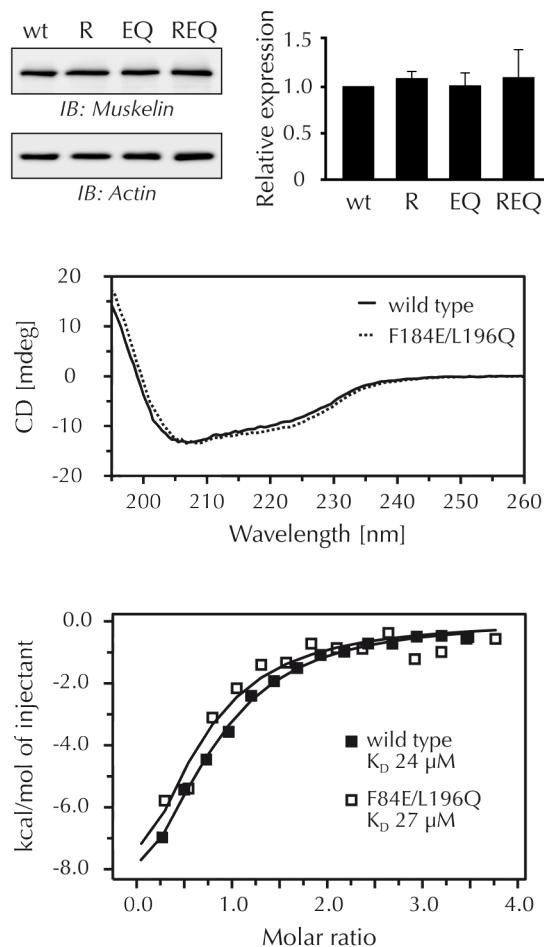 wt R EQ REQ
IB: Muskelin
IB: Actin
Relative expression
1.5
1.0
0.5
0
wt R EQ REQ
CD [mdeg]
20
10
0
-10
-20
wild type
F184E/L196Q
200 210 220 230 240 250 260
Wavelength [nm]
kcal/mol of injectant
0.0
-2.0
-4.0
-6.0
-8.0
wild type
K_D 24 µM
F84E/L196Q
K_D 27 µM
0.0 1.0 2.0 3.0 4.0
Molar ratio